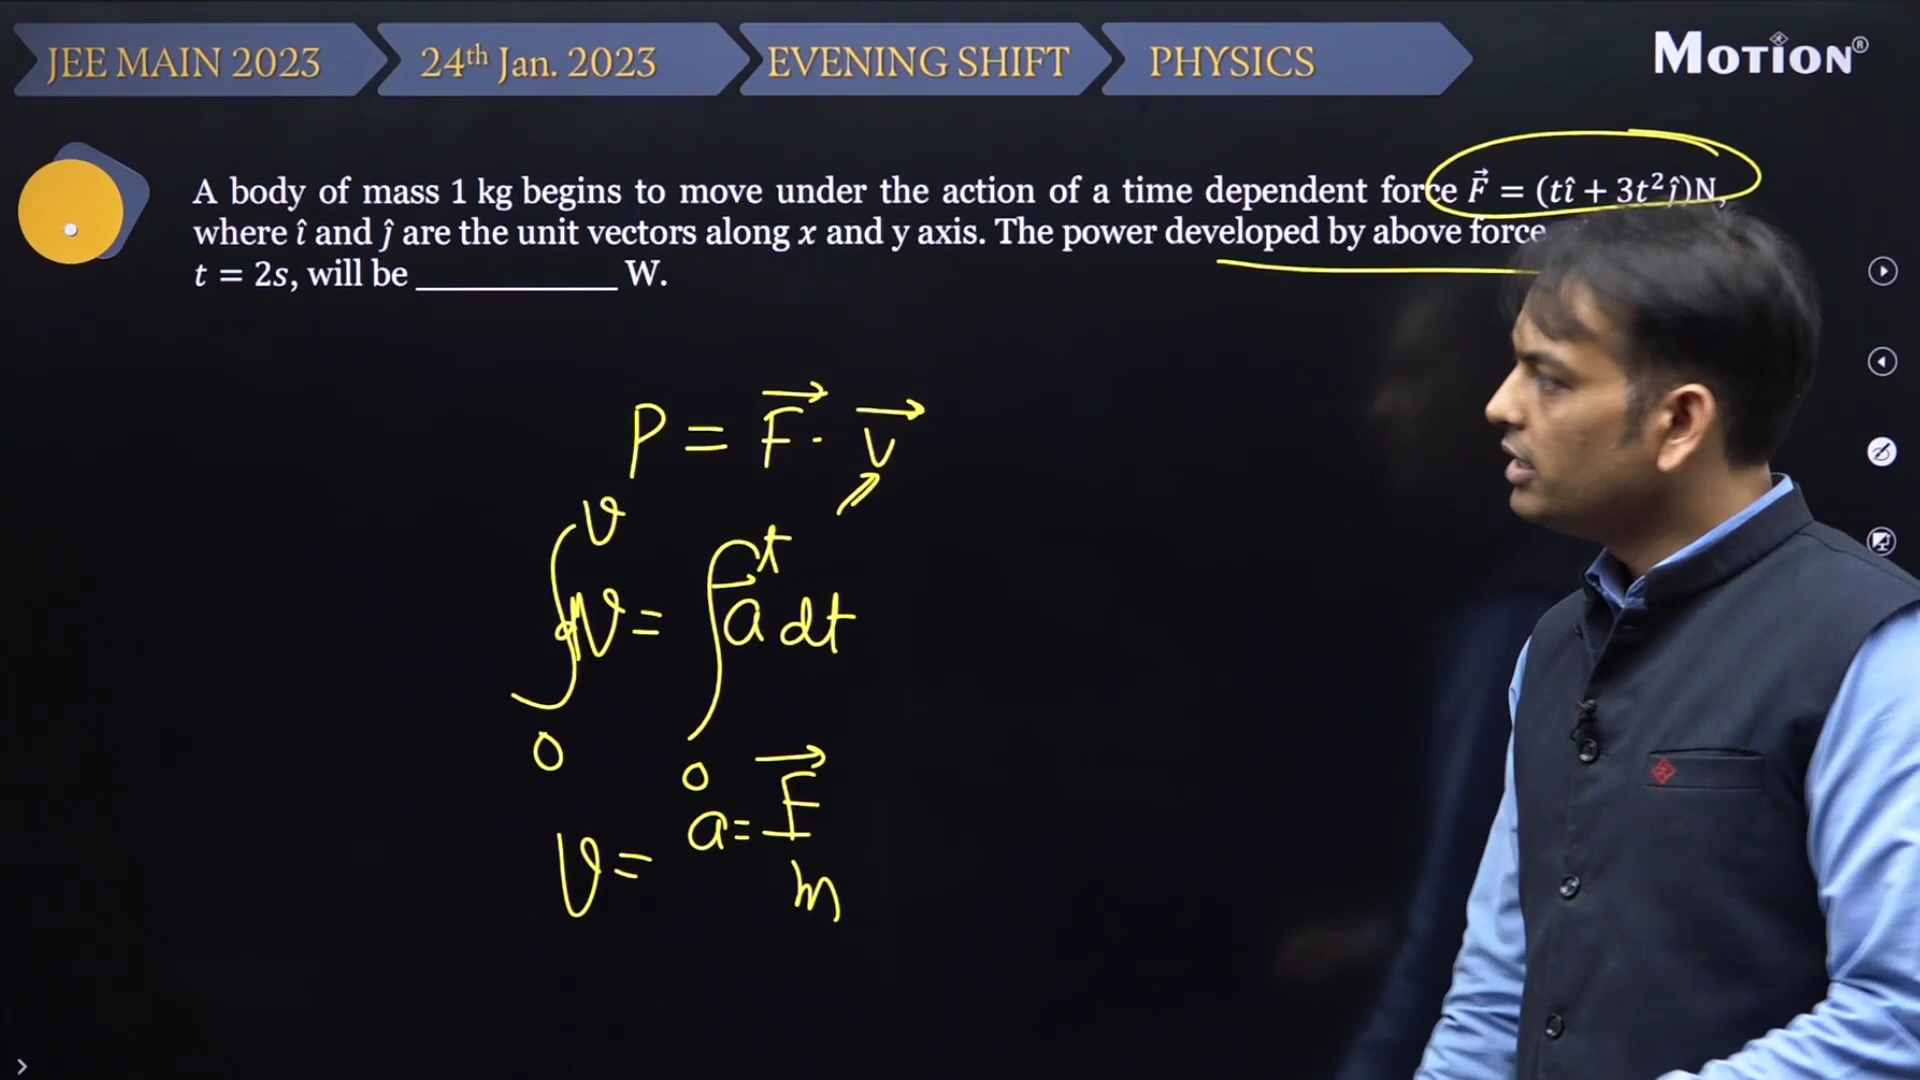 JEE MAIN 2023 24th Jan. 2023 EVENING SHIFT PHYSICS MOTION®
A body of mass 1 kg begins to move under the action of a time dependent force F⃗ = (tî + 3t² ĵ)N,
where î and ĵ are the unit vectors along x and y axis. The power developed by above force
t = 2s, will be ____________ W.
P = F⃗ · v⃗
∫₀ᵛ dv = ∫₀ᵗ a⃗ dt
a = F⃗/m
v =